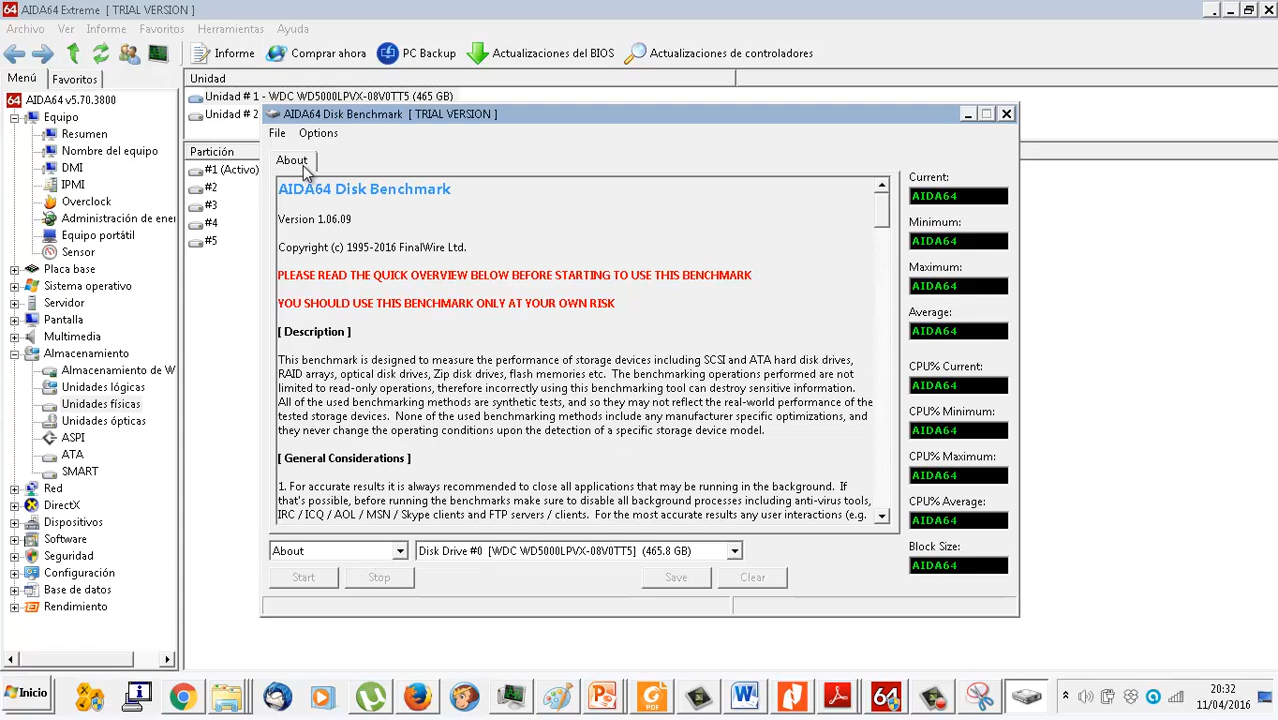 AIDA64 Extreme [ TRIAL VERSION ]
Archivo Ver Informe Favoritos Herramientas Ayuda
Informe Comprar ahora PC Backup Actualizaciones del BIOS Actualizaciones de controladores
Menú Favoritos
AIDA64 v5.70.3800
Equipo
Resumen
Nombre del equipo
DMI
IPMI
Overclock
Administración de ener
Equipo portátil
Sensor
Placa base
Sistema operativo
Servidor
Pantalla
Multimedia
Almacenamiento
Almacenamiento de W
Unidades lógicas
Unidades físicas
Unidades ópticas
ASPI
ATA
SMART
Red
DirectX
Dispositivos
Software
Seguridad
Configuración
Base de datos
Rendimiento
Unidad
Unidad # 1 - WDC WD5000LPVX-08V0TT5 (465 GB)
Unidad # 2
Partición
#1 (Activo)
#2
#3
#4
#5
AIDA64 Disk Benchmark [ TRIAL VERSION ]
File Options
About
AIDA64 Disk Benchmark
Version 1.06.09
Copyright (c) 1995-2016 FinalWire Ltd.
PLEASE READ THE QUICK OVERVIEW BELOW BEFORE STARTING TO USE THIS BENCHMARK
YOU SHOULD USE THIS BENCHMARK ONLY AT YOUR OWN RISK
[ Description ]
This benchmark is designed to measure the performance of storage devices including SCSI and ATA hard disk drives,
RAID arrays, optical disk drives, Zip disk drives, flash memories etc. The benchmarking operations performed are not
limited to read-only operations, therefore incorrectly using this benchmarking tool can destroy sensitive information.
All of the used benchmarking methods are synthetic tests, and so they may not reflect the real-world performance of the
tested storage devices. None of the used benchmarking methods include any manufacturer specific optimizations, and
they never change the operating conditions upon the detection of a specific storage device model.
[ General Considerations ]
1. For accurate results it is always recommended to close all applications that may be running in the background. If
that's possible, before running the benchmarks make sure to disable all background processes including anti-virus tools,
IRC / ICQ / AOL / MSN / Skype clients and FTP servers / clients. For the most accurate results any user interactions (e.g.
About Disk Drive #0 [WDC WD5000LPVX-08V0TT5] (465.8 GB)
Start Stop Save Clear
Current:
AIDA64
Minimum:
AIDA64
Maximum:
AIDA64
Average:
AIDA64
CPU% Current:
AIDA64
CPU% Minimum:
AIDA64
CPU% Maximum:
AIDA64
CPU% Average:
AIDA64
Block Size:
AIDA64
Inicio
PDF
64
20:32
11/04/2016